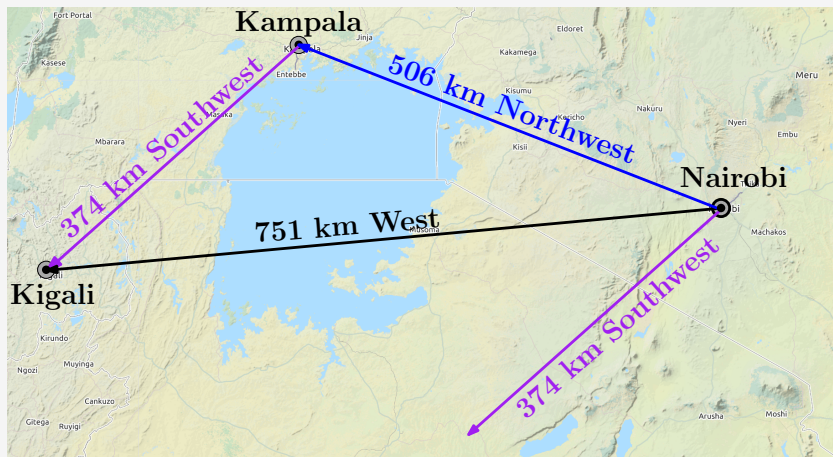 Fort Portal
Kampala
Jinja
Eldoret
Kakamega
Kasese
Entebbe
506 km Northwest
Meru
Kisumu
Nakuru
Kericho
Masaka
Nyeri
Embu
Mbarara
Kisii
374 km Southwest
Nairobi
751 km West
Musoma
Machakos
Kigali
374 km Southwest
Kirundo
Muyinga
Ngozi
Cankuzo
Gitega
Ruyigi
Arusha
Moshi